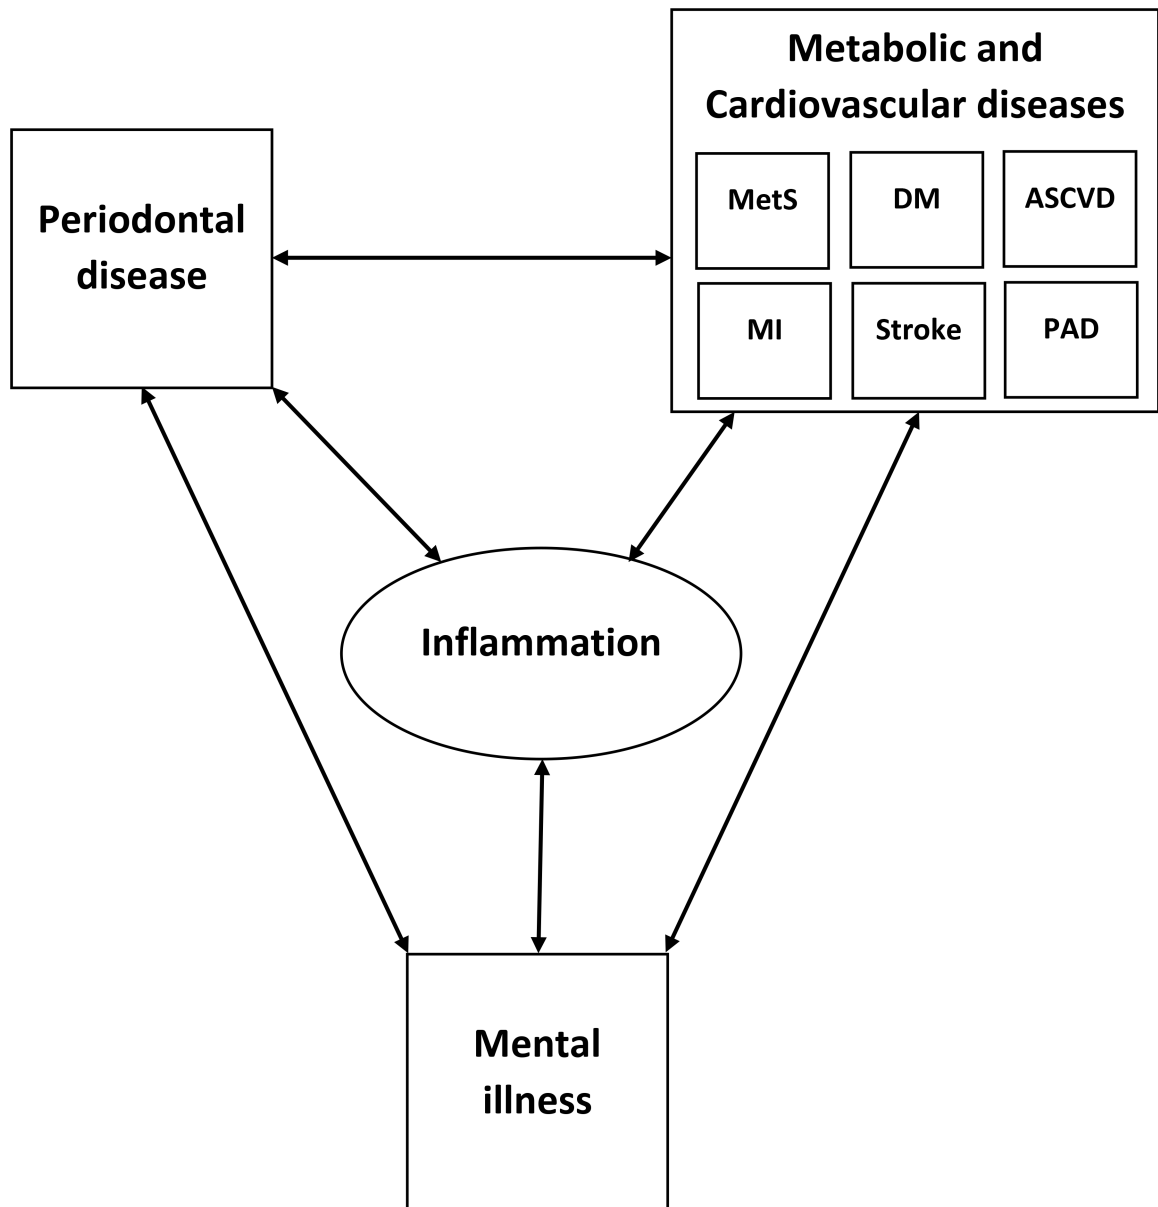 Metabolic and
Cardiovascular diseases
MetS
DM
ASCVD
MI
Stroke
PAD
Periodontal
disease
Inflammation
Mental
illness